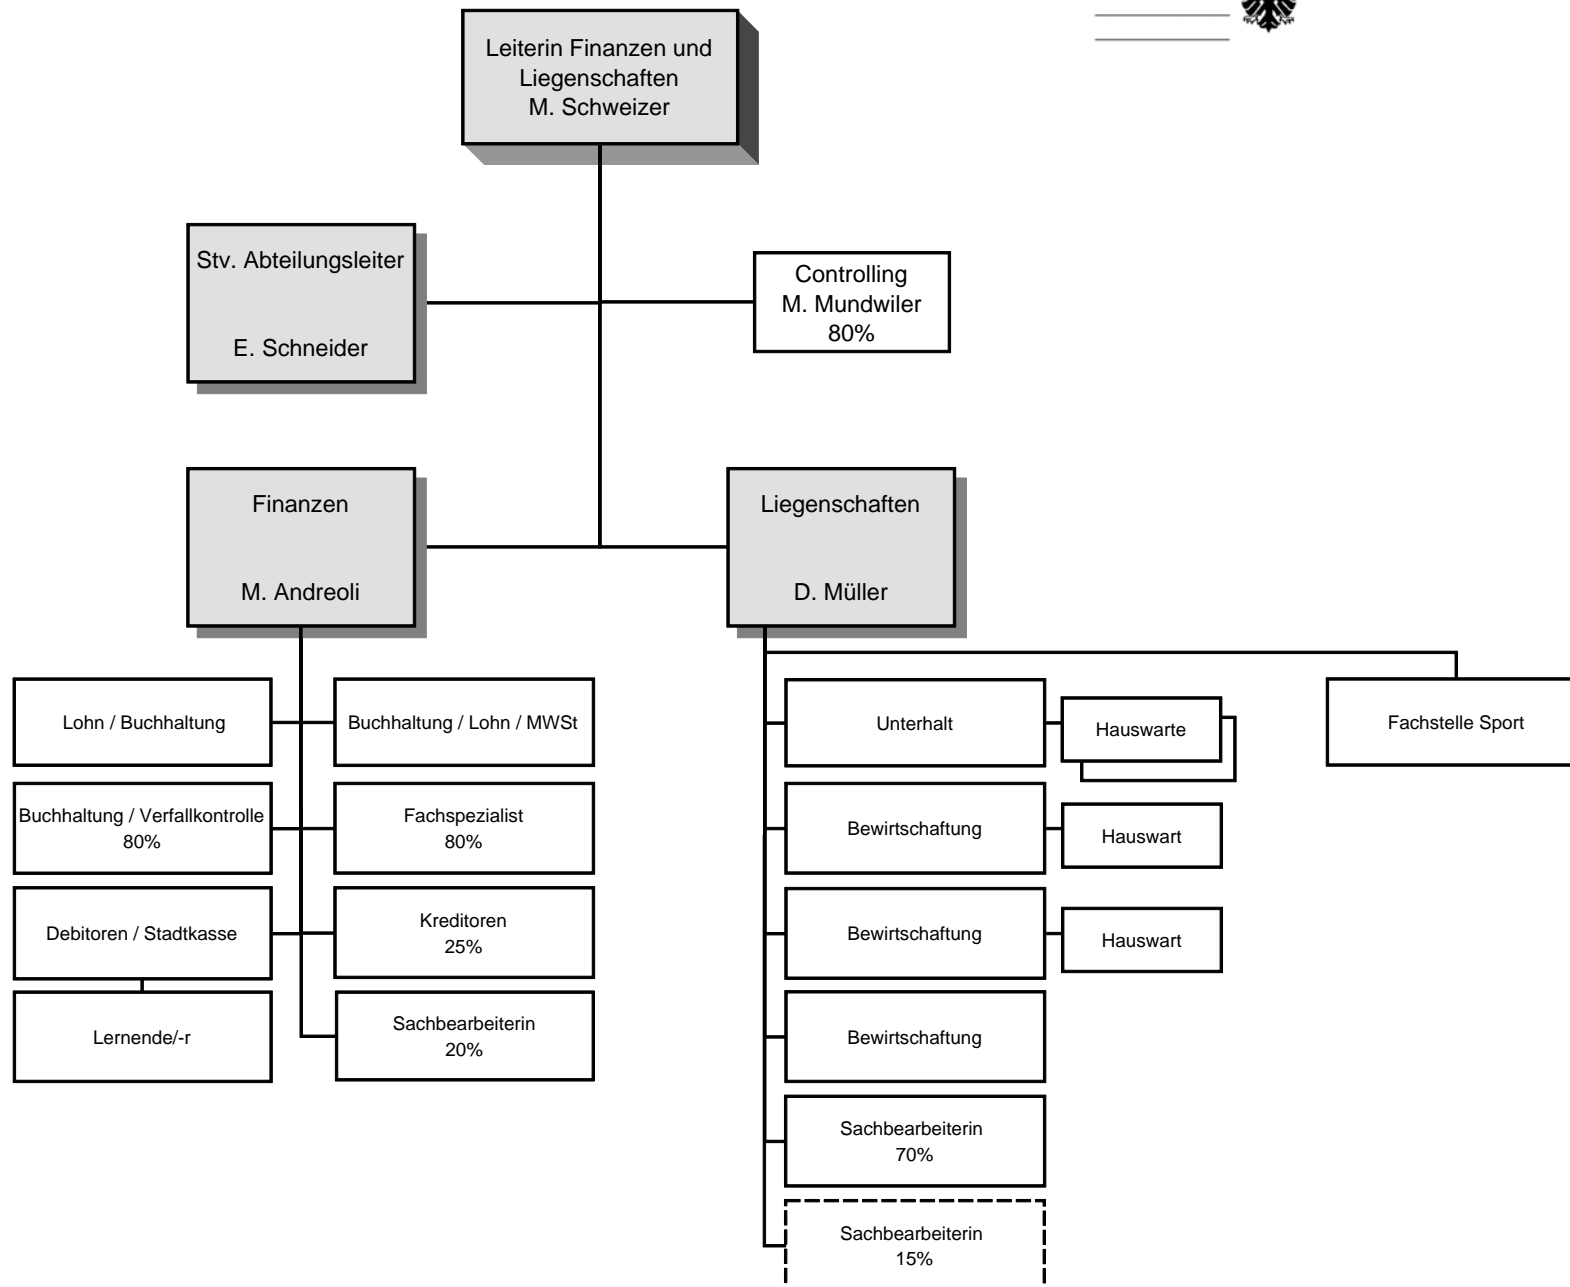 Leiterin Finanzen und
Liegenschaften
M. Schweizer
Stv. Abteilungsleiter
E. Schneider
Controlling
M. Mundwiler
80%
Finanzen
M. Andreoli
Liegenschaften
D. Müller
Lohn / Buchhaltung
Buchhaltung / Lohn / MWSt
Buchhaltung / Verfallkontrolle
80%
Fachspezialist
80%
Debitoren / Stadtkasse
Kreditoren
25%
Lernende/-r
Sachbearbeiterin
20%
Unterhalt
Hauswarte
Fachstelle Sport
Bewirtschaftung
Hauswart
Bewirtschaftung
Hauswart
Bewirtschaftung
Sachbearbeiterin
70%
Sachbearbeiterin
15%